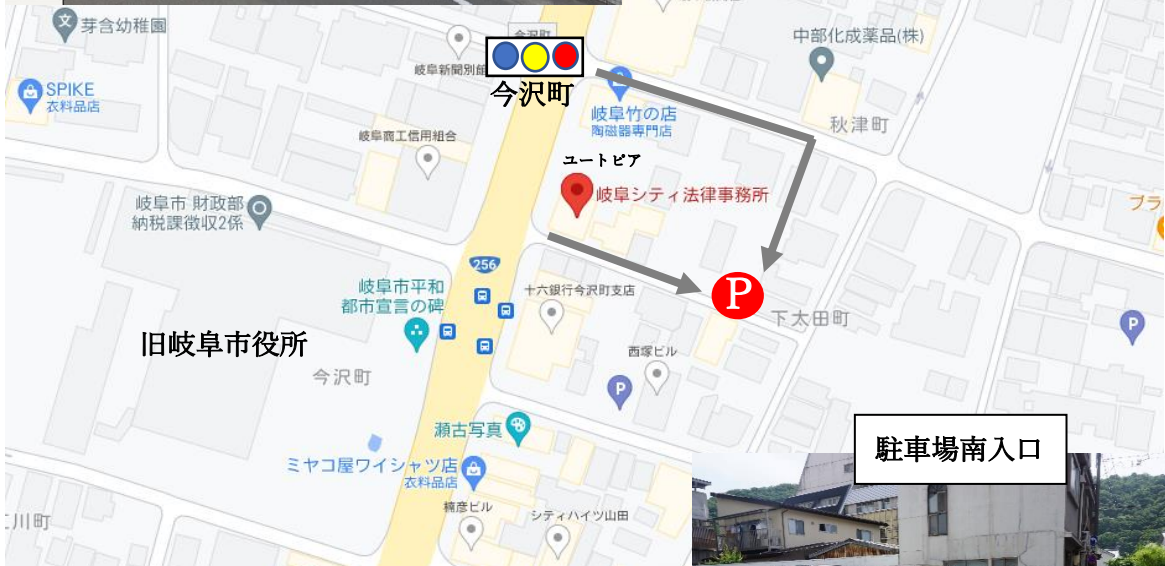 芽含幼稚園
中部化成薬品(株)
岐阜新聞別館
今沢町
SPIKE
衣料品店
岐阜竹の店
陶磁器専門店
秋津町
岐阜商工信用組合
ユートピア
岐阜シティ法律事務所
岐阜市 財政部
納税課徴収2係
ブラ
256
岐阜市平和
都市宣言の碑
十六銀行今沢町支店
P
下太田町
P
旧岐阜市役所
今沢町
西塚ビル
P
瀬古写真
駐車場南入口
ミヤコ屋ワイシャツ店
衣料品店
楠彦ビル
シティハイツ山田
川町